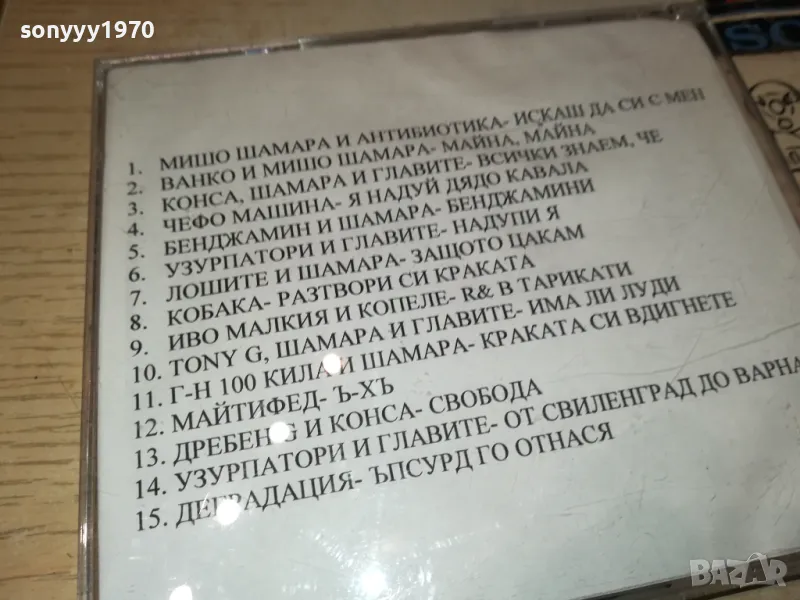 sonyyy1970
1. МИШО ШАМАРА И АНТИБИОТИКА- ИСКАШ ДА СИ С МЕН
2. ВАНКО И МИШО ШАМАРА- МАЙНА, МАЙНА
3. КОНСА, ШАМАРА И ГЛАВИТЕ- ВСИЧКИ ЗНАЕМ, ЧЕ
4. ЧЕФО МАШИНА- Я НАДУЙ ДЯДО КАВАЛА
5. БЕНДЖАМИН И ШАМАРА- БЕНДЖАМИНИ
6. УЗУРПАТОРИ И ГЛАВИТЕ- НАДУПИ Я
7. ЛОШИТЕ И ШАМАРА- ЗАЩОТО ЦАКАМ
8. КОБАКА- РАЗТВОРИ СИ КРАКАТА
9. ИВО МАЛКИЯ И КОПЕЛЕ- R& В ТАРИКАТИ
10. TONY G, ШАМАРА И ГЛАВИТЕ- ИМА ЛИ ЛУДИ
11. Г-Н 100 КИЛА И ШАМАРА- КРАКАТА СИ ВДИГНЕТЕ
12. МАЙТИФЕД- Ъ-ХЪ
13. ДРЕБЕН G И КОНСА- СВОБОДА
14. УЗУРПАТОРИ И ГЛАВИТЕ- ОТ СВИЛЕНГРАД ДО ВАРНА
15. ДЕГРАДАЦИЯ- ЪПСУРД ГО ОТНАСЯ
BAZAR